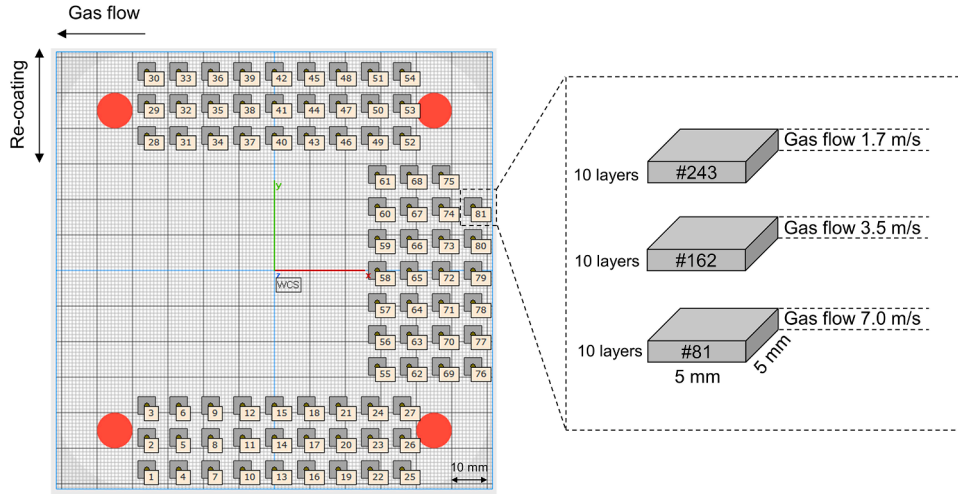 Gas flow
Re-coating
30 33 36 39 42 45 48 51 54
29 32 35 38 41 44 47 50 53
28 31 34 37 40 43 46 49 52
61 68 75
y
60 67 74 81
59 66 73 80
x
58 65 72 79
z
WCS
57 64 71 78
56 63 70 77
55 62 69 76
3 6 9 12 15 18 21 24 27
2 5 8 11 14 17 20 23 26
1 4 7 10 13 16 19 22 25
10 mm
Gas flow 1.7 m/s
10 layers
#243
Gas flow 3.5 m/s
10 layers
#162
Gas flow 7.0 m/s
10 layers
#81
5 mm
5 mm